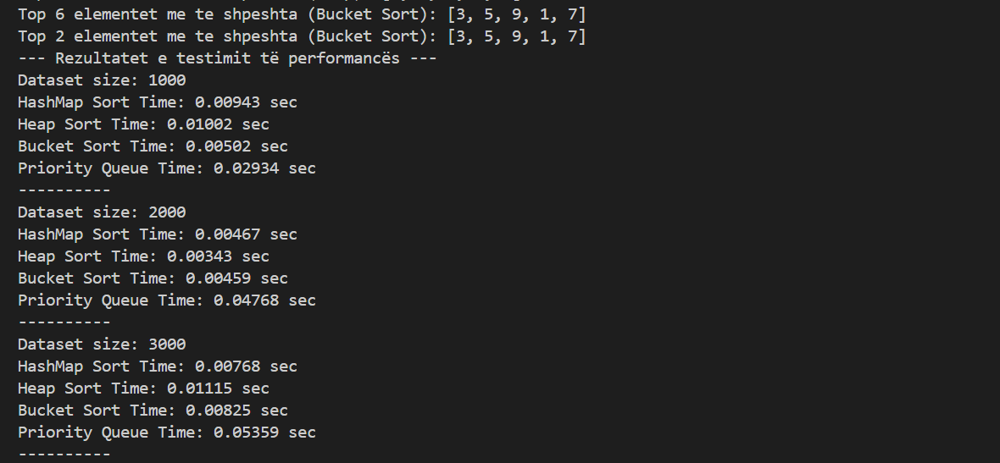 Top 6 elementet me te shpeshta (Bucket Sort): [3, 5, 9, 1, 7]
Top 2 elementet me te shpeshta (Bucket Sort): [3, 5, 9, 1, 7]
--- Rezultatet e testimit të performancës ---
Dataset size: 1000
HashMap Sort Time: 0.00943 sec
Heap Sort Time: 0.01002 sec
Bucket Sort Time: 0.00502 sec
Priority Queue Time: 0.02934 sec
----------
Dataset size: 2000
HashMap Sort Time: 0.00467 sec
Heap Sort Time: 0.00343 sec
Bucket Sort Time: 0.00459 sec
Priority Queue Time: 0.04768 sec
----------
Dataset size: 3000
HashMap Sort Time: 0.00768 sec
Heap Sort Time: 0.01115 sec
Bucket Sort Time: 0.00825 sec
Priority Queue Time: 0.05359 sec
----------